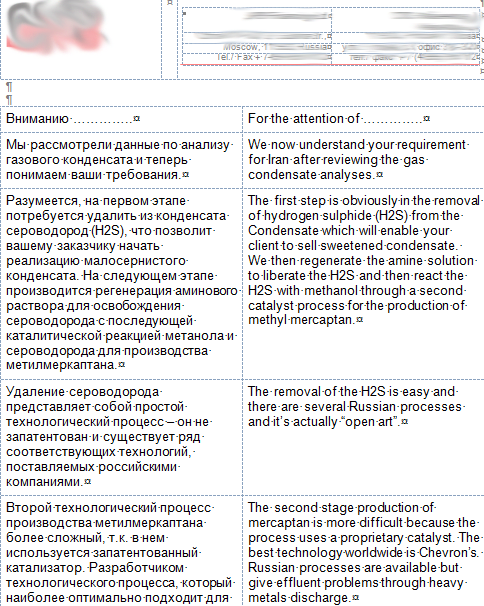 Moscow,
Russia
Tel / Fax + 7-
Вниманию …………..
For the attention of …………..
Мы рассмотрели данные по анализу
газового конденсата и теперь
понимаем ваши требования.
We now understand your requirement
for Iran after reviewing the gas
condensate analyses.
Разумеется, на первом этапе
потребуется удалить из конденсата
сероводород (H2S), что позволит
вашему заказчику начать
реализацию малосернистого
конденсата. На следующем этапе
производится регенерация аминового
раствора для освобождения
сероводорода с последующей
каталитической реакцией метанола и
сероводорода для производства
метилмеркаптана.
The first step is obviously in the removal
of hydrogen sulphide (H2S) from the
Condensate which will enable your
client to sell sweetened condensate.
We then regenerate the amine solution
to liberate the H2S and then react the
H2S with methanol through a second
catalyst process for the production of
methyl mercaptan.
Удаление сероводорода
представляет собой простой
технологический процесс – он не
запатентован и существует ряд
соответствующих технологий,
поставляемых российскими
компаниями.
The removal of the H2S is easy and
there are several Russian processes
and it's actually “open art”.
Второй технологический процесс
производства метилмеркаптана
более сложный, т.к. в нем
используется запатентованный
катализатор. Разработчиком
технологического процесса, который
наиболее оптимально подходит для
The second stage production of
mercaptan is more difficult because the
process uses a proprietary catalyst. The
best technology worldwide is Chevron's.
Russian processes are available but
give effluent problems through heavy
metals discharge.